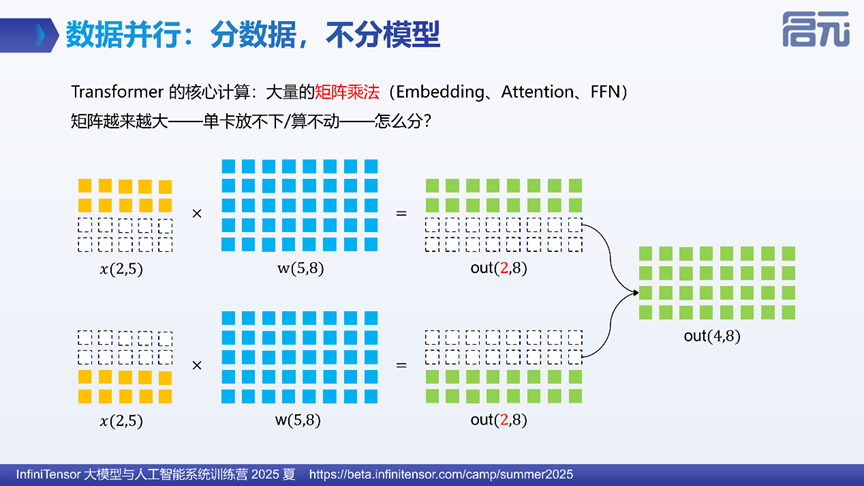 数据并行：分数据，不分模型
启元
Transformer 的核心计算：大量的矩阵乘法（Embedding、Attention、FFN）
矩阵越来越大——单卡放不下/算不动——怎么分？
× =
x(2,5) w(5,8) out(2,8)
out(4,8)
× =
x(2,5) w(5,8) out(2,8)
InfiniTensor 大模型与人工智能系统训练营 2025 夏 https://beta.infinitensor.com/camp/summer2025